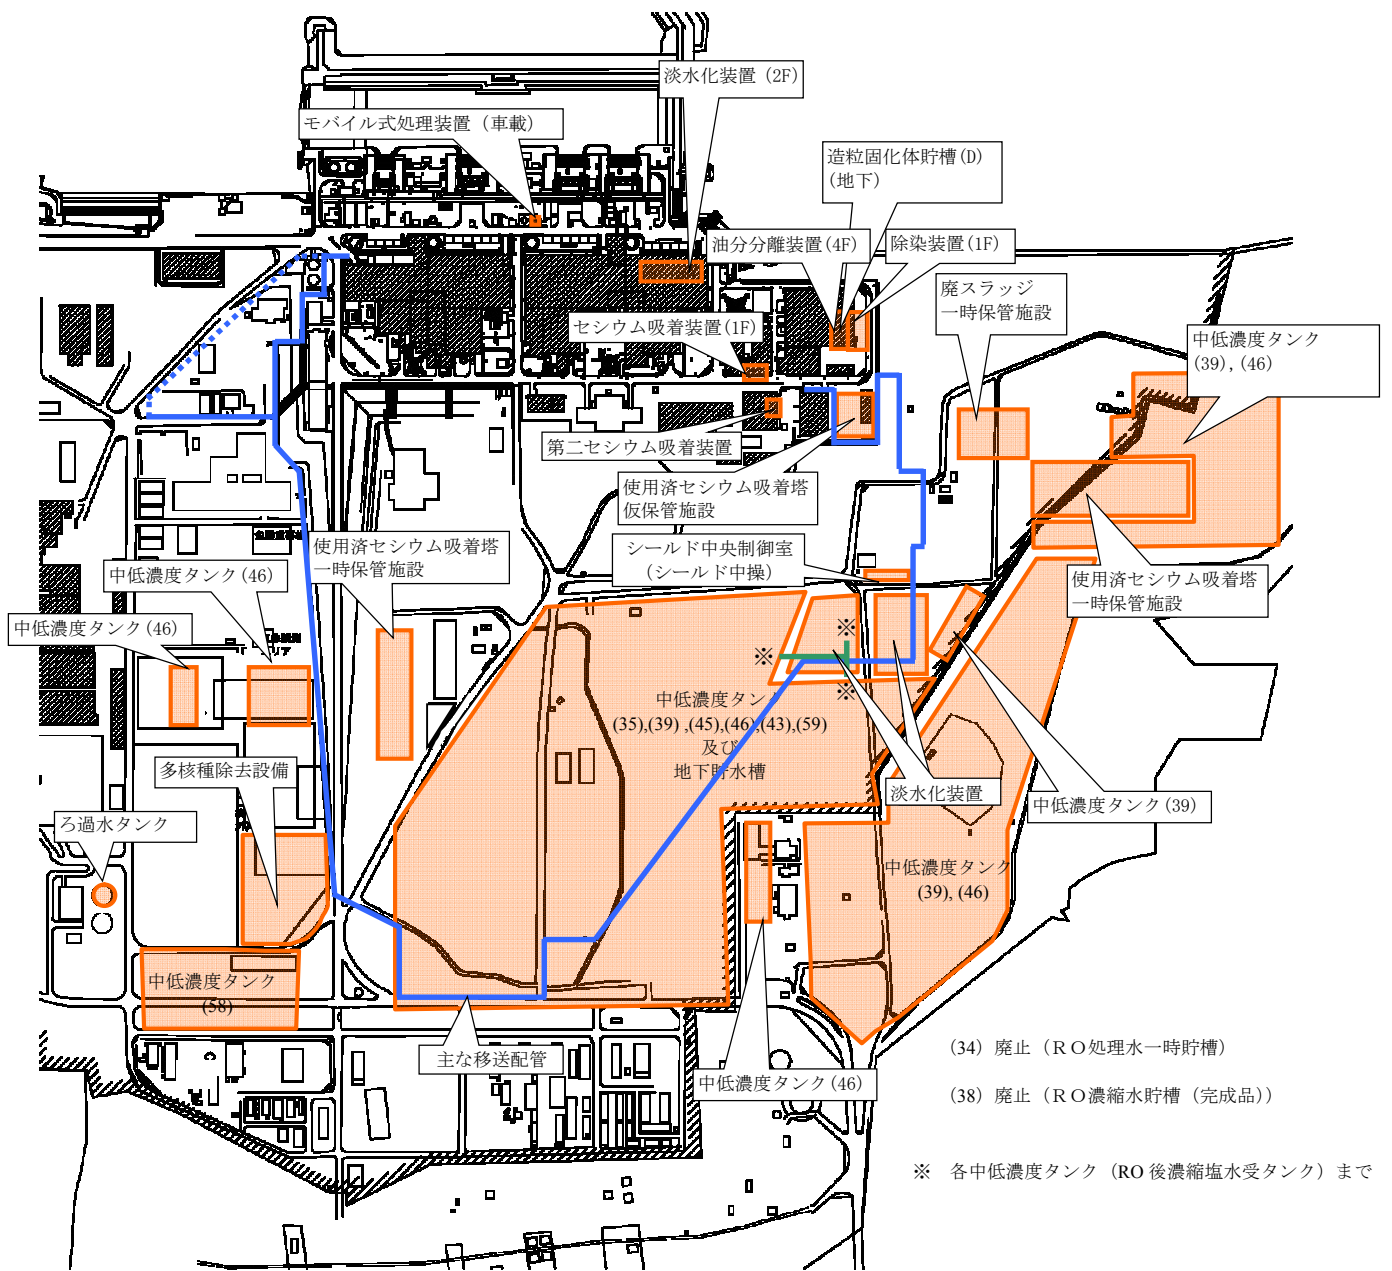 淡水化装置 (2F)
モバイル式処理装置（車載）
造粒固化体貯槽(D)
(地下)
油分分離装置(4F)
除染装置(1F)
廃スラッジ
一時保管施設
セシウム吸着装置(1F)
中低濃度タンク
(39), (46)
第二セシウム吸着装置
使用済セシウム吸着塔
仮保管施設
使用済セシウム吸着塔
一時保管施設
シールド中央制御室
（シールド中操）
中低濃度タンク(46)
使用済セシウム吸着塔
一時保管施設
中低濃度タンク(46)
※
※
※
中低濃度タンク
(35),(39) ,(45),(46),(43),(59)
及び
地下貯水槽
多核種除去設備
淡水化装置
中低濃度タンク(39)
ろ過水タンク
中低濃度タンク
(39), (46)
中低濃度タンク
(58)
主な移送配管
中低濃度タンク(46)
(34) 廃止（ＲＯ処理水一時貯槽）
(38) 廃止（ＲＯ濃縮水貯槽（完成品））
※ 各中低濃度タンク（RO 後濃縮塩水受タンク）まで